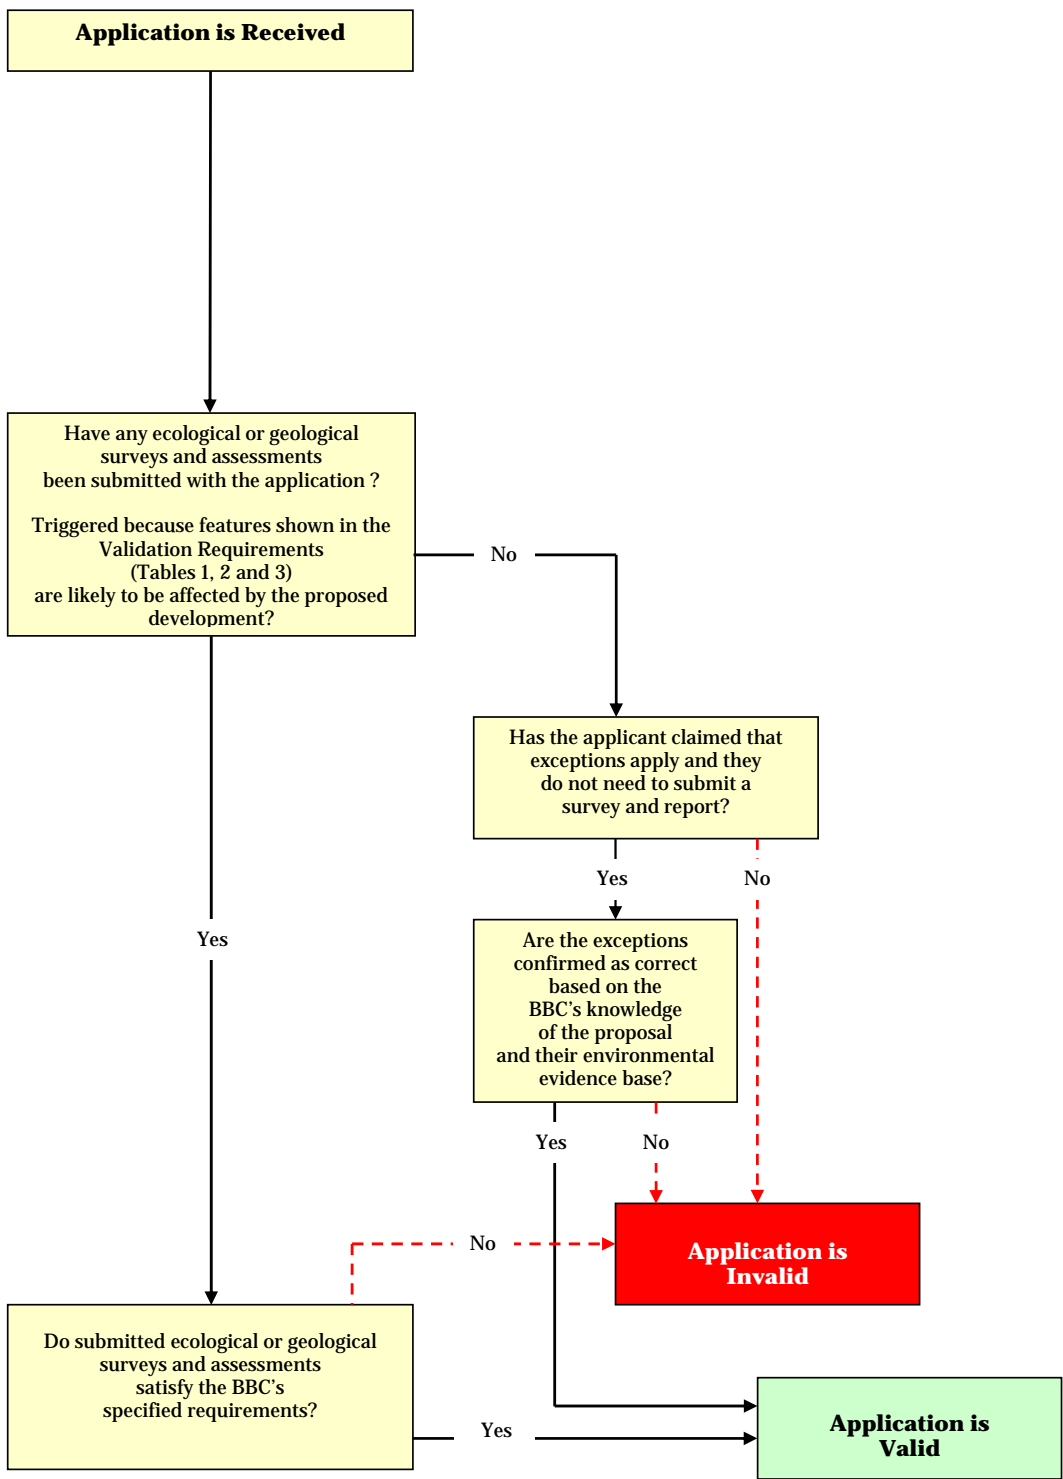 Application is Received
Have any ecological or geological
surveys and assessments
been submitted with the application ?
Triggered because features shown in the
Validation Requirements
(Tables 1, 2 and 3)
are likely to be affected by the proposed
development?
No
Has the applicant claimed that
exceptions apply and they
do not need to submit a
survey and report?
Yes
No
Yes
Are the exceptions
confirmed as correct
based on the
BBC's knowledge
of the proposal
and their environmental
evidence base?
Yes
No
No
Application is
Invalid
Do submitted ecological or geological
surveys and assessments
satisfy the BBC's
specified requirements?
Yes
Application is
Valid